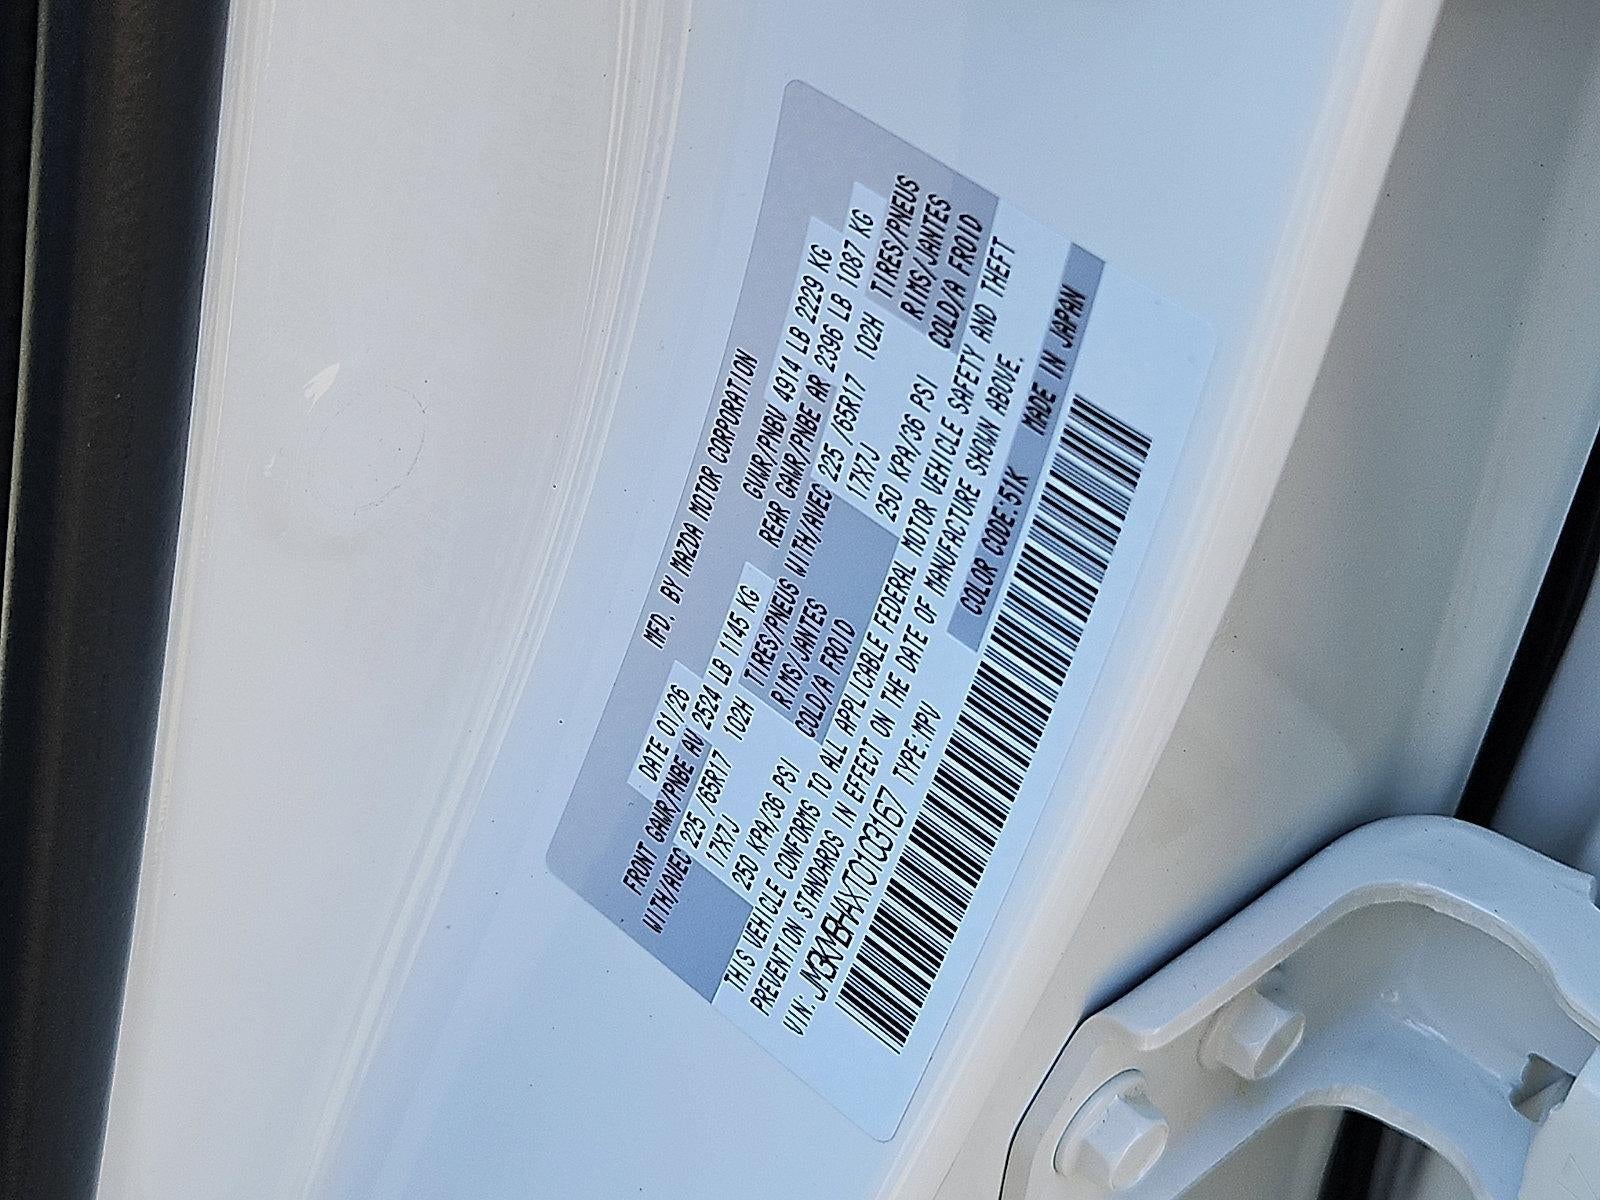 MFD. BY MAZDA MOTOR CORPORATION
DATE 01/26 GVWR/PNBV 4914 LB 2229 KG
FRONT GAWR/PNBE AV 2524 LB 1145 KG REAR GAWR/PNBE AR 2396 LB 1087 KG
WITH/AVEC 225 /65R17 102H TIRES/PNEUS WITH/AVEC 225 /65R17 102H TIRES/PNEUS
17X7J RIMS/JANTES 17X7J RIMS/JANTES
250 KPA/36 PSI COLD/A FROID 250 KPA/36 PSI COLD/A FROID
THIS VEHICLE CONFORMS TO ALL APPLICABLE FEDERAL MOTOR VEHICLE SAFETY AND THEFT
PREVENTION STANDARDS IN EFFECT ON THE DATE OF MANUFACTURE SHOWN ABOVE.
VIN: JM3KMBHAXT0103167 TYPE:MPV COLOR CODE:51K MADE IN JAPAN